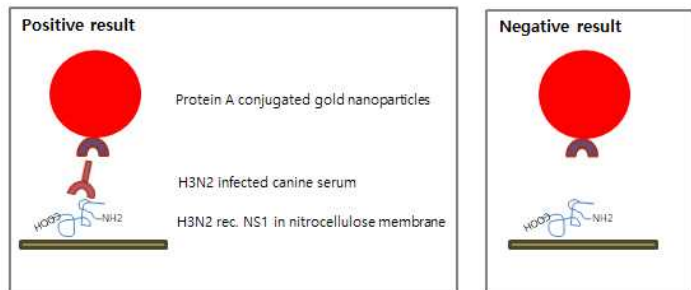 Positive result
Protein A conjugated gold nanoparticles
H3N2 infected canine serum
HOOC
NH2
H3N2 rec. NS1 in nitrocellulose membrane
Negative result
HOOC
NH2